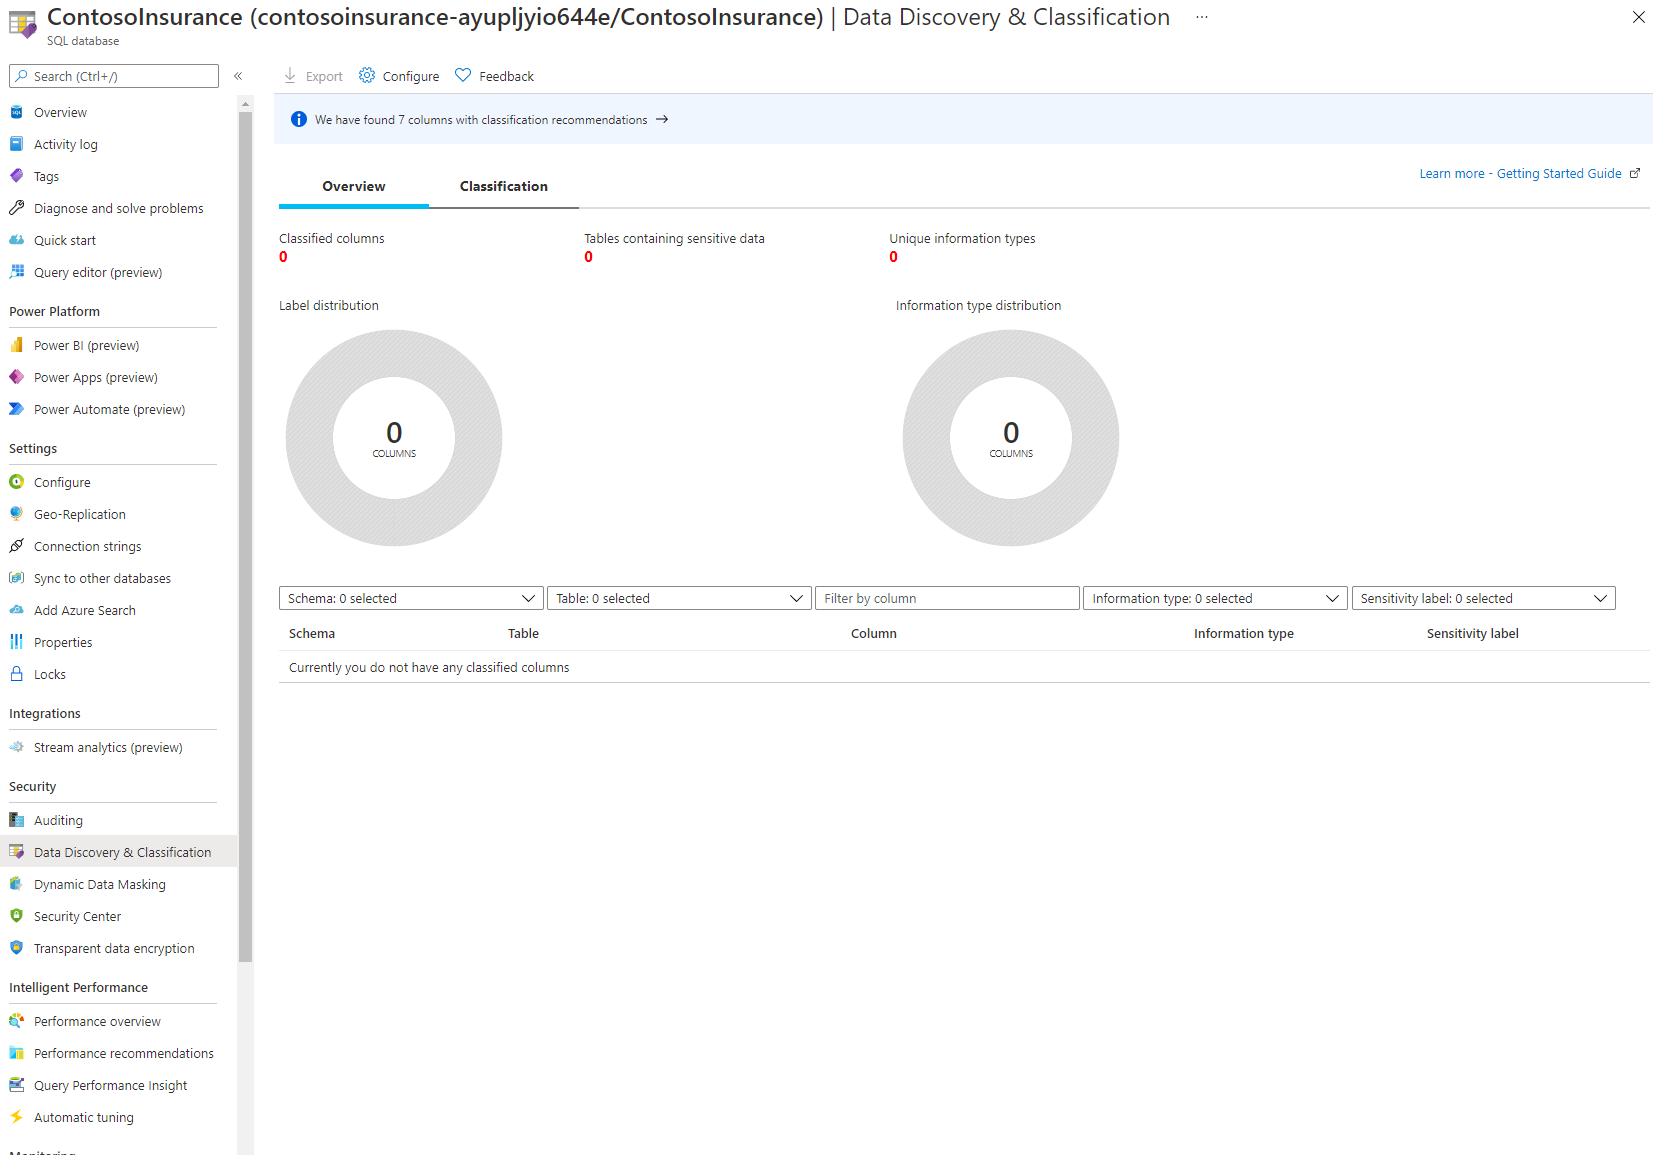 ContosoInsurance (contosoinsurance-ayupljyio644e/ContosoInsurance) | Data Discovery & Classification ...
SQL database
Search (Ctrl+/)
«
Export
Configure
Feedback
We have found 7 columns with classification recommendations →
Overview
Activity log
Tags
Diagnose and solve problems
Quick start
Query editor (preview)
Power Platform
Power BI (preview)
Power Apps (preview)
Power Automate (preview)
Settings
Configure
Geo-Replication
Connection strings
Sync to other databases
Add Azure Search
Properties
Locks
Integrations
Stream analytics (preview)
Security
Auditing
Data Discovery & Classification
Dynamic Data Masking
Security Center
Transparent data encryption
Intelligent Performance
Performance overview
Performance recommendations
Query Performance Insight
Automatic tuning
Monitoring
Overview
Classification
Learn more - Getting Started Guide
Classified columns
0
Tables containing sensitive data
0
Unique information types
0
Label distribution
0
COLUMNS
Information type distribution
0
COLUMNS
Schema: 0 selected
Table: 0 selected
Filter by column
Information type: 0 selected
Sensitivity label: 0 selected
Schema
Table
Column
Information type
Sensitivity label
Currently you do not have any classified columns